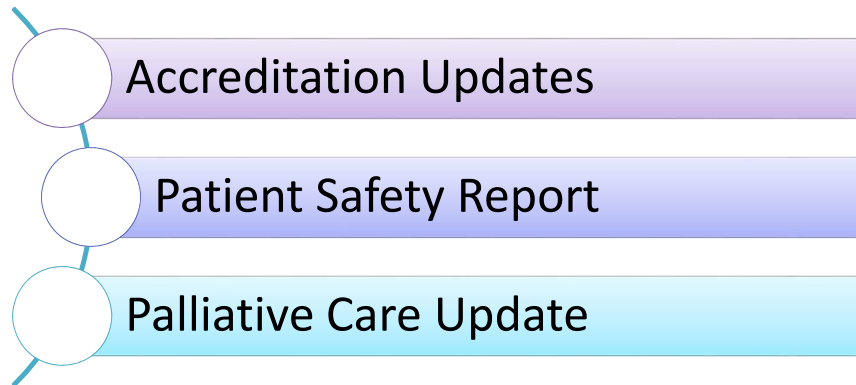 Accreditation Updates
Patient Safety Report
Palliative Care Update